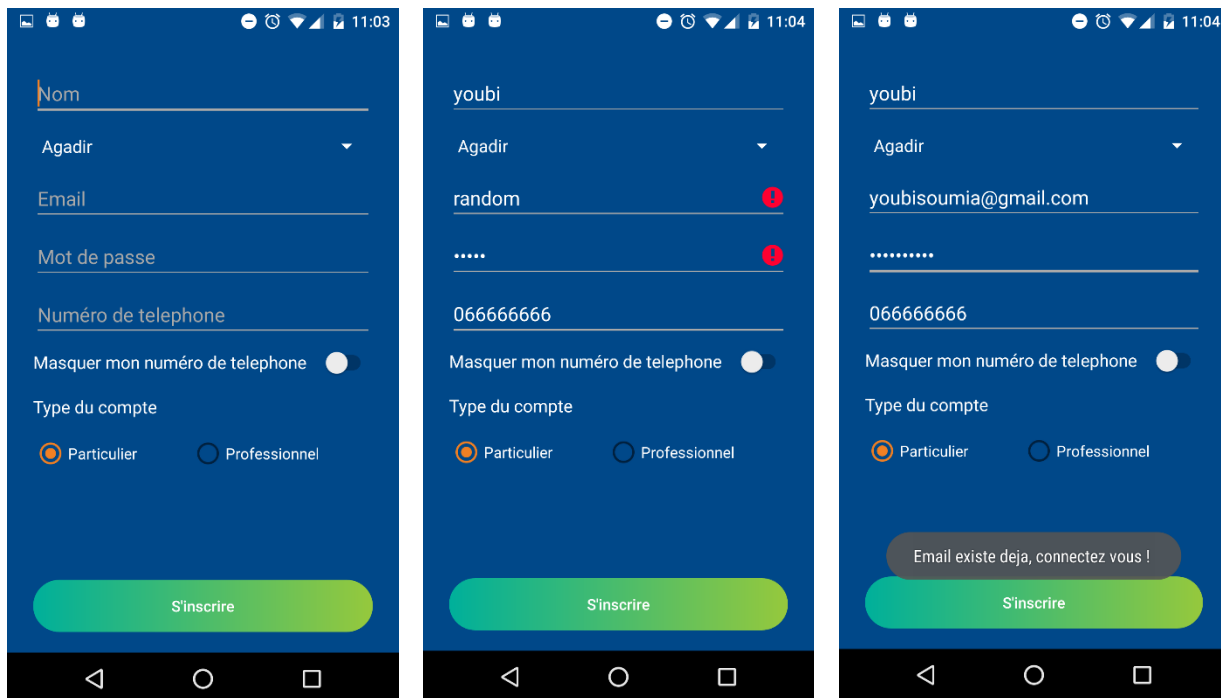 11:03
Nom
Agadir
Email
Mot de passe
Numéro de telephone
Masquer mon numéro de telephone
Type du compte
Particulier Professionnel
S'inscrire
11:04
youbi
Agadir
random
•••••
066666666
Masquer mon numéro de telephone
Type du compte
Particulier Professionnel
S'inscrire
11:04
youbi
Agadir
youbisoumia@gmail.com
••••••••••
066666666
Masquer mon numéro de telephone
Type du compte
Particulier Professionnel
Email existe deja, connectez vous !
S'inscrire